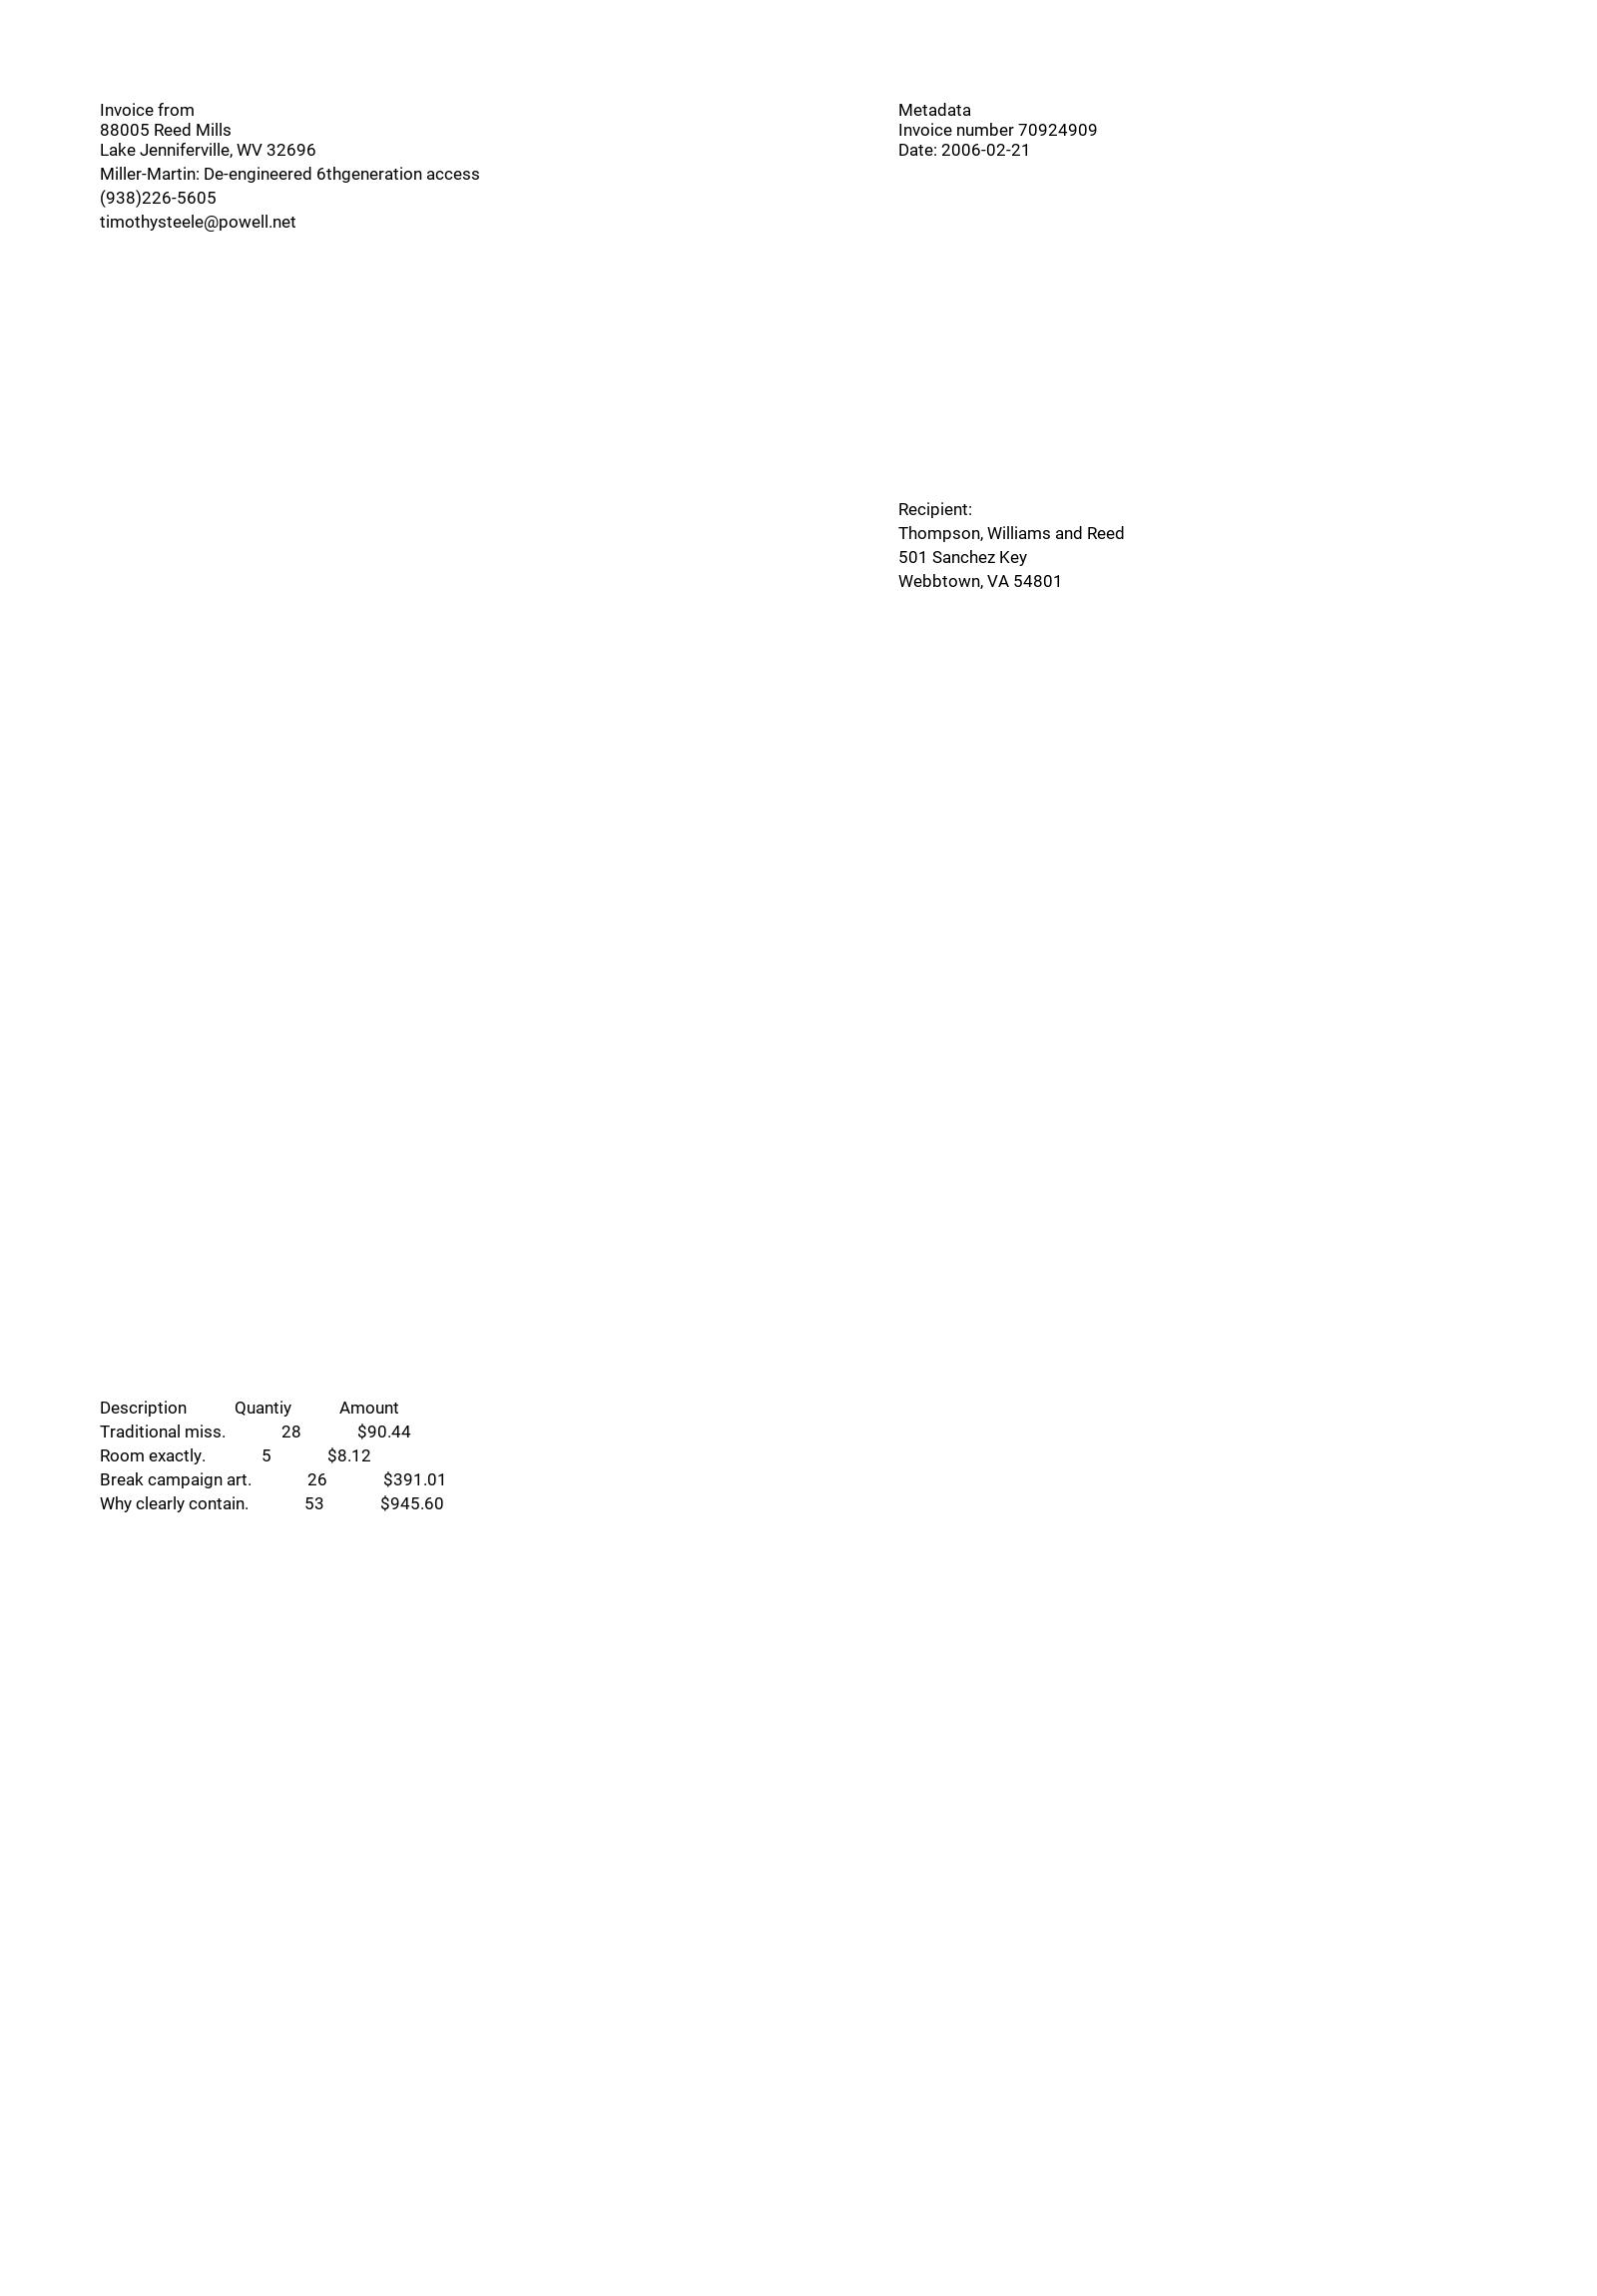 Invoice from
88005 Reed Mills
Lake Jenniferville, WV 32696
Miller-Martin: De-engineered 6thgeneration access
(938)226-5605
timothysteele@powell.net
Metadata
Invoice number 70924909
Date: 2006-02-21
Recipient:
Thompson, Williams and Reed
501 Sanchez Key
Webbtown, VA 54801
Description Quantiy Amount
Traditional miss. 28 $90.44
Room exactly. 5 $8.12
Break campaign art. 26 $391.01
Why clearly contain. 53 $945.60